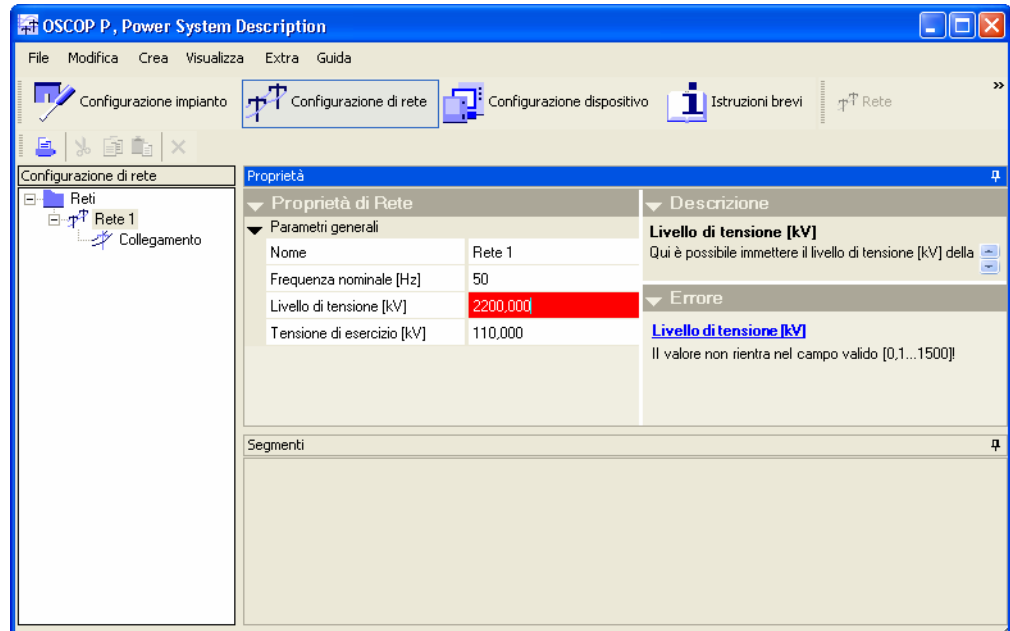 OSCOP P, Power System Description
File Modifica Crea Visualizza Extra Guida
Configurazione impianto Configurazione di rete Configurazione dispositivo Istruzioni brevi Rete
Configurazione di rete
Reti
Rete 1
Collegamento
Proprietà
Proprietà di Rete
Parametri generali
Nome Rete 1
Frequenza nominale [Hz] 50
Livello di tensione [kV] 2200,000
Tensione di esercizio [kV] 110,000
Descrizione
Livello di tensione [kV]
Qui è possibile immettere il livello di tensione [kV] della
Errore
Livello di tensione [kV]
Il valore non rientra nel campo valido [0,1...1500]!
Segmenti